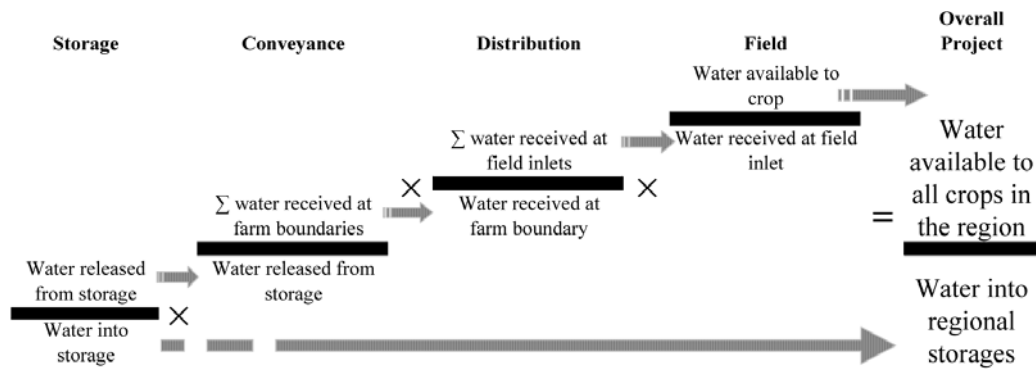 Storage
Conveyance
Distribution
Field
Overall
Project
Water available to
crop
Water received at field
inlet
∑ water received at
field inlets
Water received at
farm boundary
∑ water received at
farm boundaries
Water released from
storage
Water released
from storage
Water into
storage
×
×
×
=
Water
available to
all crops in
the region
Water into
regional
storages